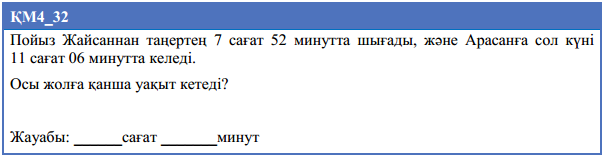 ҚМ4_32
Пойыз Жайсаннан таңертең 7 сағат 52 минутта шығады, және Арасанға сол күні
11 сағат 06 минутта келеді.
Осы жолға қанша уақыт кетеді?
Жауабы: ______сағат _______минут